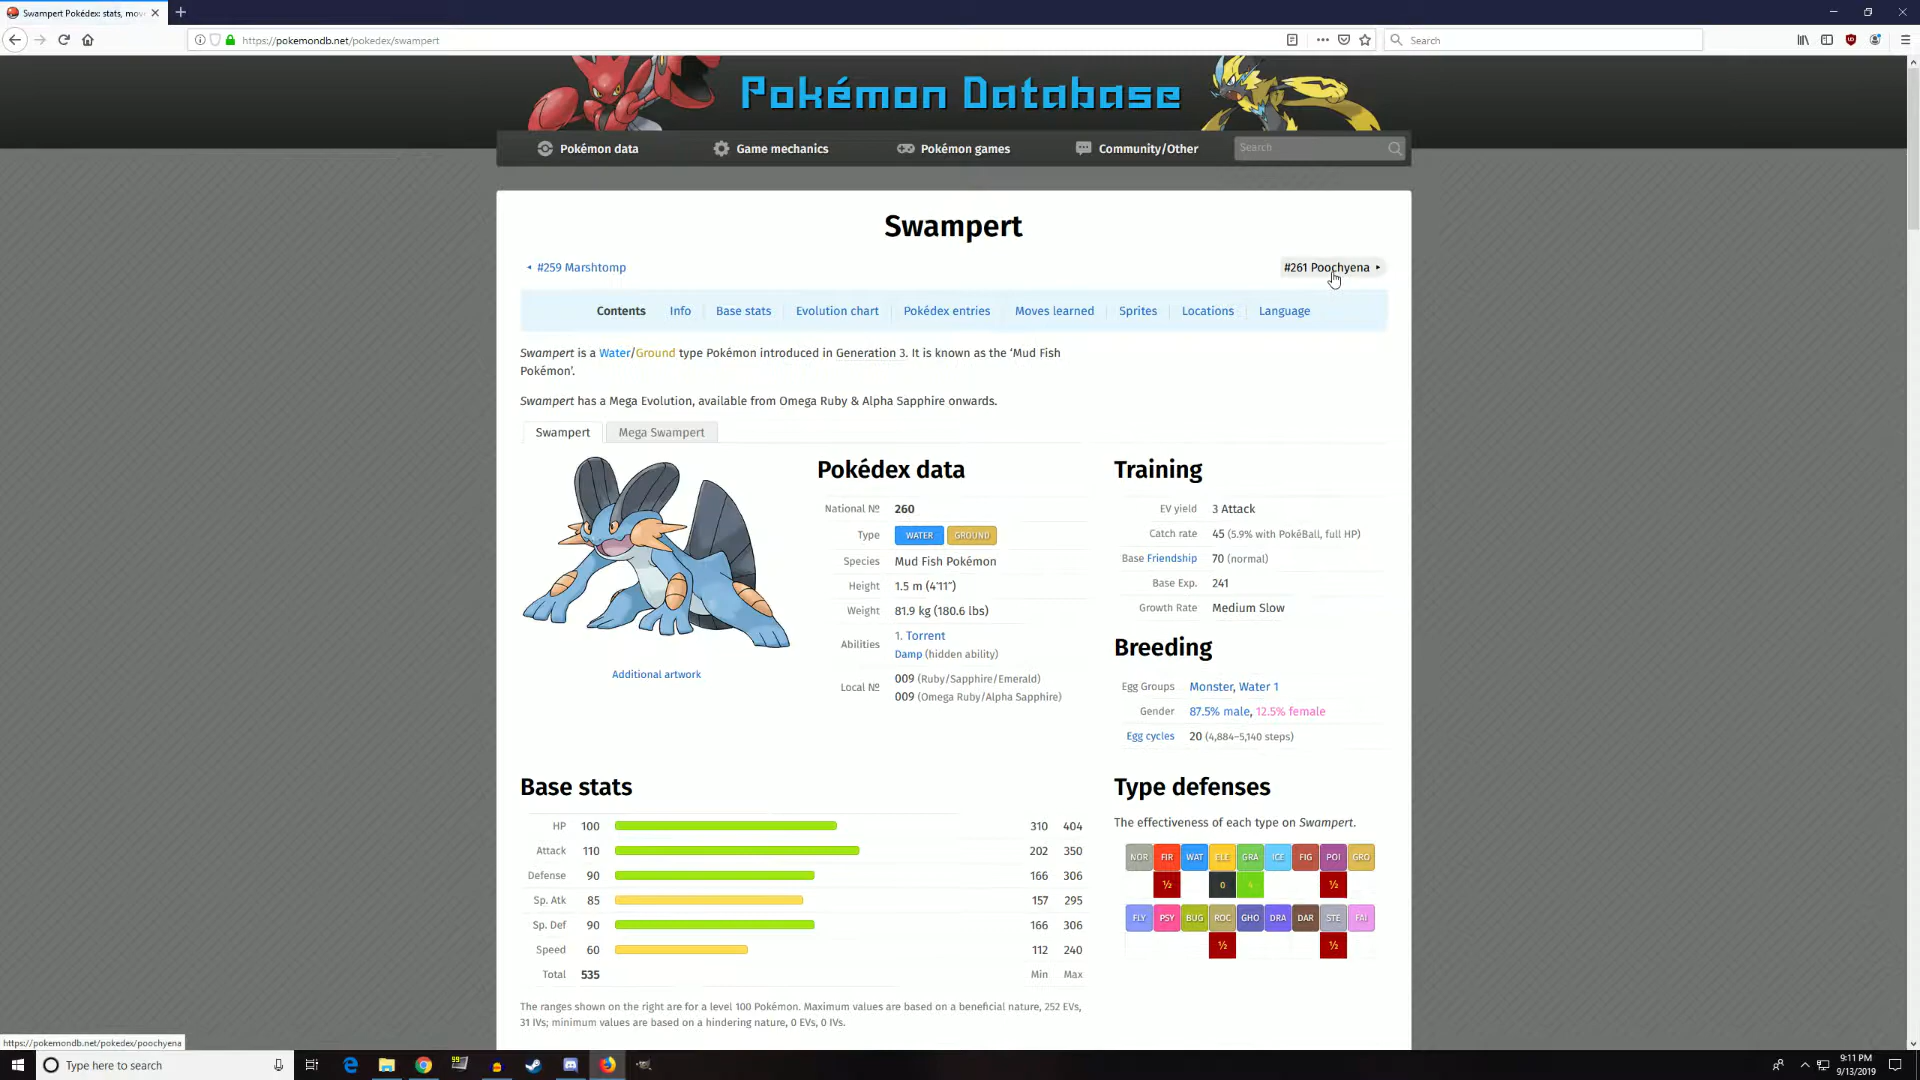 Swampert Pokédex: stats, mov
https://pokemondb.net/pokedex/swampert
Search
Pokémon Database
Pokémon data
Game mechanics
Pokémon games
Community/Other
Search
Swampert
#259 Marshtomp
#261 Poochyena
Contents Info Base stats Evolution chart Pokédex entries Moves learned Sprites Locations Language
Swampert is a Water/Ground type Pokémon introduced in Generation 3. It is known as the ‘Mud Fish
Pokémon’.
Swampert has a Mega Evolution, available from Omega Ruby & Alpha Sapphire onwards.
Swampert Mega Swampert
Additional artwork
Pokédex data
National № 260
Type WATER GROUND
Species Mud Fish Pokémon
Height 1.5 m (4′11″)
Weight 81.9 kg (180.6 lbs)
Abilities 1. Torrent
Damp (hidden ability)
Local № 009 (Ruby/Sapphire/Emerald)
009 (Omega Ruby/Alpha Sapphire)
Training
EV yield 3 Attack
Catch rate 45 (5.9% with PokéBall, full HP)
Base Friendship 70 (normal)
Base Exp. 241
Growth Rate Medium Slow
Breeding
Egg Groups Monster, Water 1
Gender 87.5% male, 12.5% female
Egg cycles 20 (4,884–5,140 steps)
Base stats
HP 100 310 404
Attack 110 202 350
Defense 90 166 306
Sp. Atk 85 157 295
Sp. Def 90 166 306
Speed 60 112 240
Total 535 Min Max
The ranges shown on the right are for a level 100 Pokémon. Maximum values are based on a beneficial nature, 252 EVs,
31 IVs; minimum values are based on a hindering nature, 0 EVs, 0 IVs.
Type defenses
The effectiveness of each type on Swampert.
NOR FIR WAT ELE GRA ICE FIG POI GRO
½ 0 4 ½
FLY PSY BUG ROC GHO DRA DAR STE FAI
½ ½
https://pokemondb.net/pokedex/poochyena
Type here to search
99
9:11 PM
9/13/2019